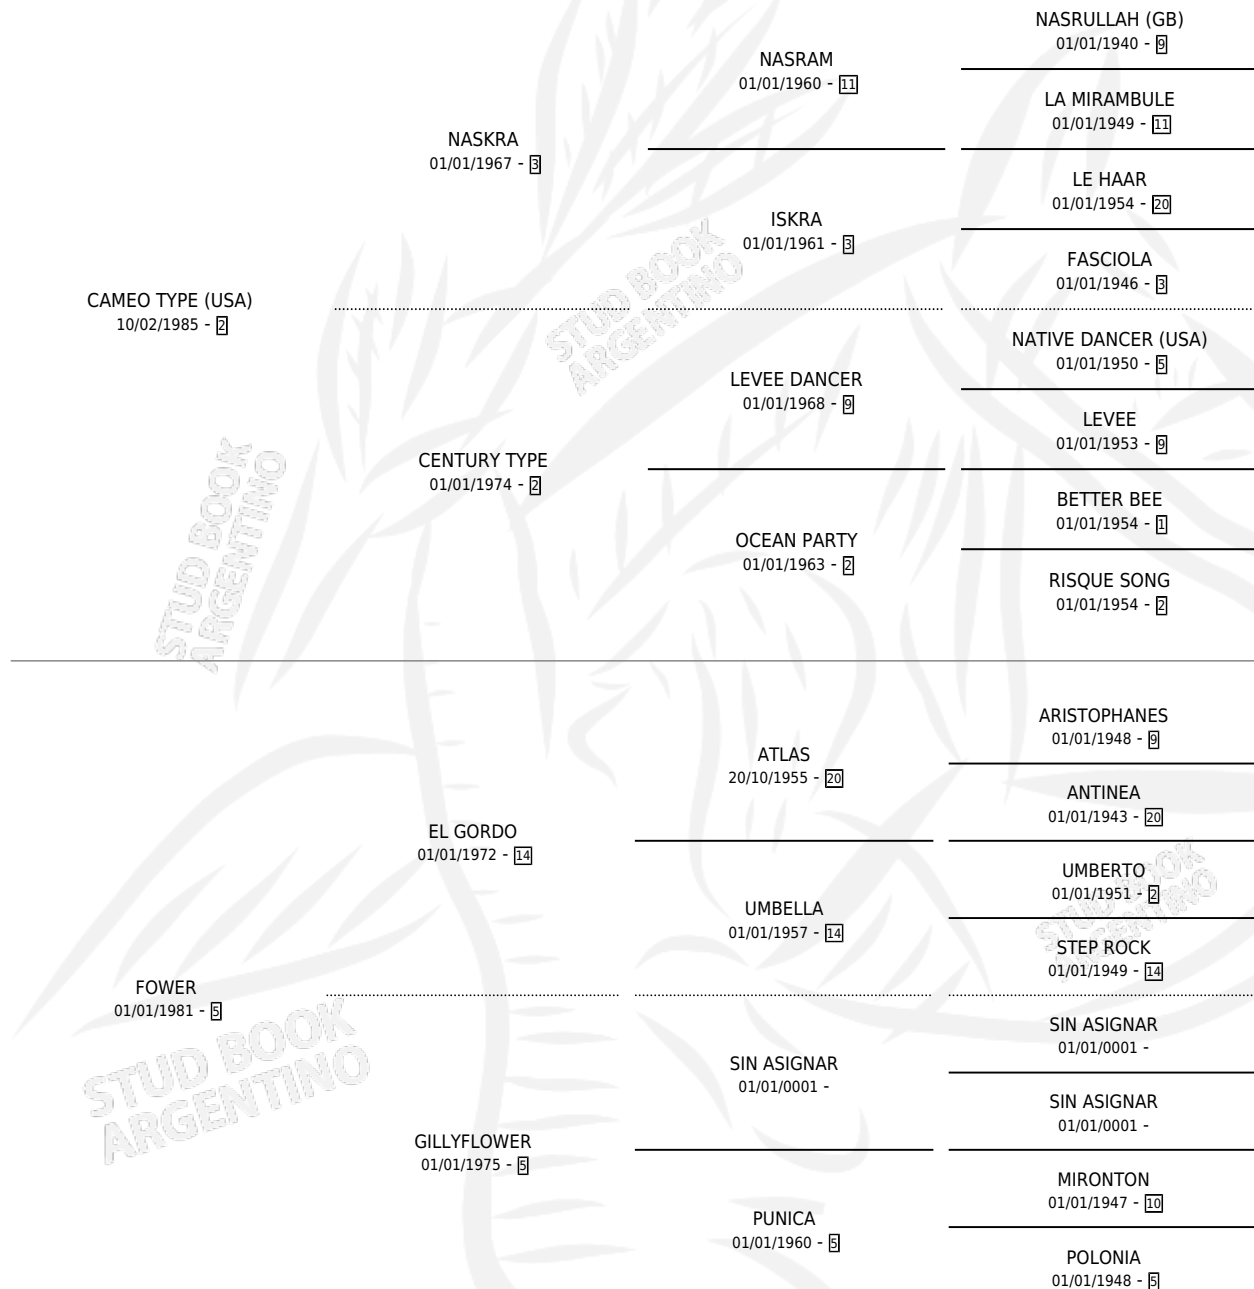 NASRULLAH (GB)
01/01/1940 - 9
NASRAM
01/01/1960 - 11
LA MIRAMBULE
01/01/1949 - 11
NASKRA
01/01/1967 - 3
LE HAAR
01/01/1954 - 20
ISKRA
01/01/1961 - 3
FASCIOLA
01/01/1946 - 3
CAMEO TYPE (USA)
10/02/1985 - 2
NATIVE DANCER (USA)
01/01/1950 - 5
LEVEE DANCER
01/01/1968 - 9
LEVEE
01/01/1953 - 9
CENTURY TYPE
01/01/1974 - 2
BETTER BEE
01/01/1954 - 1
OCEAN PARTY
01/01/1963 - 2
RISQUE SONG
01/01/1954 - 2
ARISTOPHANES
01/01/1948 - 9
ATLAS
20/10/1955 - 20
ANTINEA
01/01/1943 - 20
EL GORDO
01/01/1972 - 14
UMBERTO
01/01/1951 - 2
UMBELLA
01/01/1957 - 14
STEP ROCK
01/01/1949 - 14
FOWER
01/01/1981 - 5
SIN ASIGNAR
01/01/0001 -
SIN ASIGNAR
01/01/0001 -
SIN ASIGNAR
01/01/0001 -
GILLYFLOWER
01/01/1975 - 5
MIRONTON
01/01/1947 - 10
PUNICA
01/01/1960 - 5
POLONIA
01/01/1948 - 5
STUD BOOK
ARGENTINO
STUD BOOK
ARGENTINO
STUD BOOK
ARGENTINO
STUD BOOK
ARGENTINO